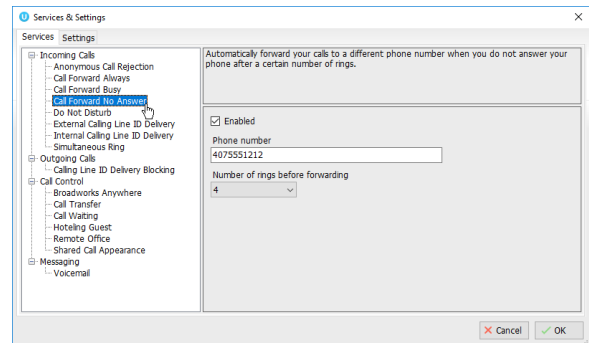 Services & Settings
Services Settings
Incoming Calls
Anonymous Call Rejection
Call Forward Always
Call Forward Busy
Call Forward No Answer
Do Not Disturb
External Calling Line ID Delivery
Internal Calling Line ID Delivery
Simultaneous Ring
Outgoing Calls
Calling Line ID Delivery Blocking
Call Control
Broadworks Anywhere
Call Transfer
Call Waiting
Hoteling Guest
Remote Office
Shared Call Appearance
Messaging
Voicemail
Automatically forward your calls to a different phone number when you do not answer your
phone after a certain number of rings.
Enabled
Phone number
4075551212
Number of rings before forwarding
4
Cancel
OK